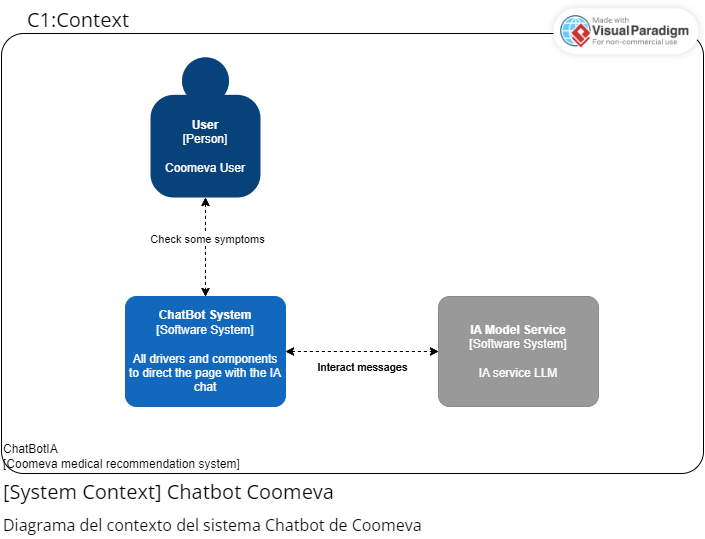 C1:Context
Made with
VisualParadigm
For non-commercial use
User
[Person]
Coomeva User
Check some symptoms
ChatBot System
[Software System]
All drivers and components
to direct the page with the IA
chat
Interact messages
IA Model Service
[Software System]
IA service LLM
ChatBotIA
[Coomeva medical recommendation system]
[System Context] Chatbot Coomeva
Diagrama del contexto del sistema Chatbot de Coomeva